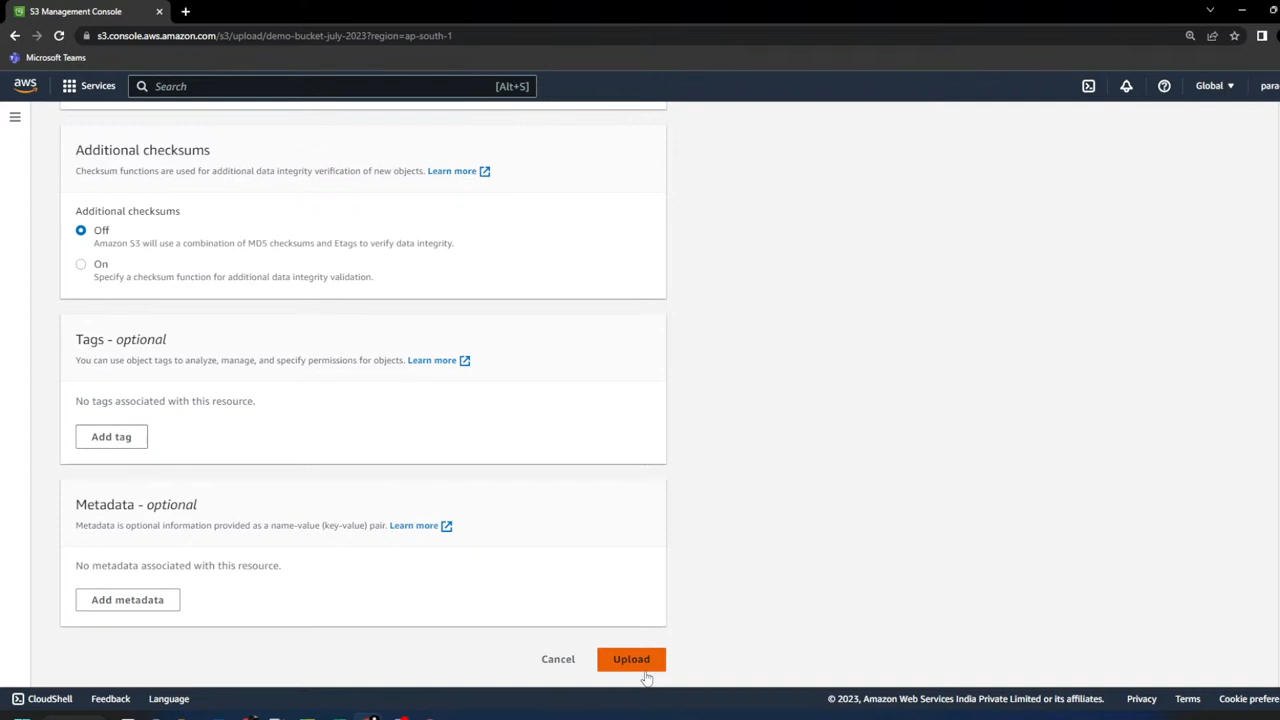 S3 Management Console
s3.console.aws.amazon.com/s3/upload/demo-bucket-july-2023?region=ap-south-1
Microsoft Teams
aws
Services
Search
[Alt+S]
Global
para
Additional checksums
Checksum functions are used for additional data integrity verification of new objects. Learn more
Additional checksums
Off
Amazon S3 will use a combination of MD5 checksums and Etags to verify data integrity.
On
Specify a checksum function for additional data integrity validation.
Tags - optional
You can use object tags to analyze, manage, and specify permissions for objects. Learn more
No tags associated with this resource.
Add tag
Metadata - optional
Metadata is optional information provided as a name-value (key-value) pair. Learn more
No metadata associated with this resource.
Add metadata
Cancel
Upload
CloudShell
Feedback
Language
© 2023, Amazon Web Services India Private Limited or its affiliates.
Privacy
Terms
Cookie prefere